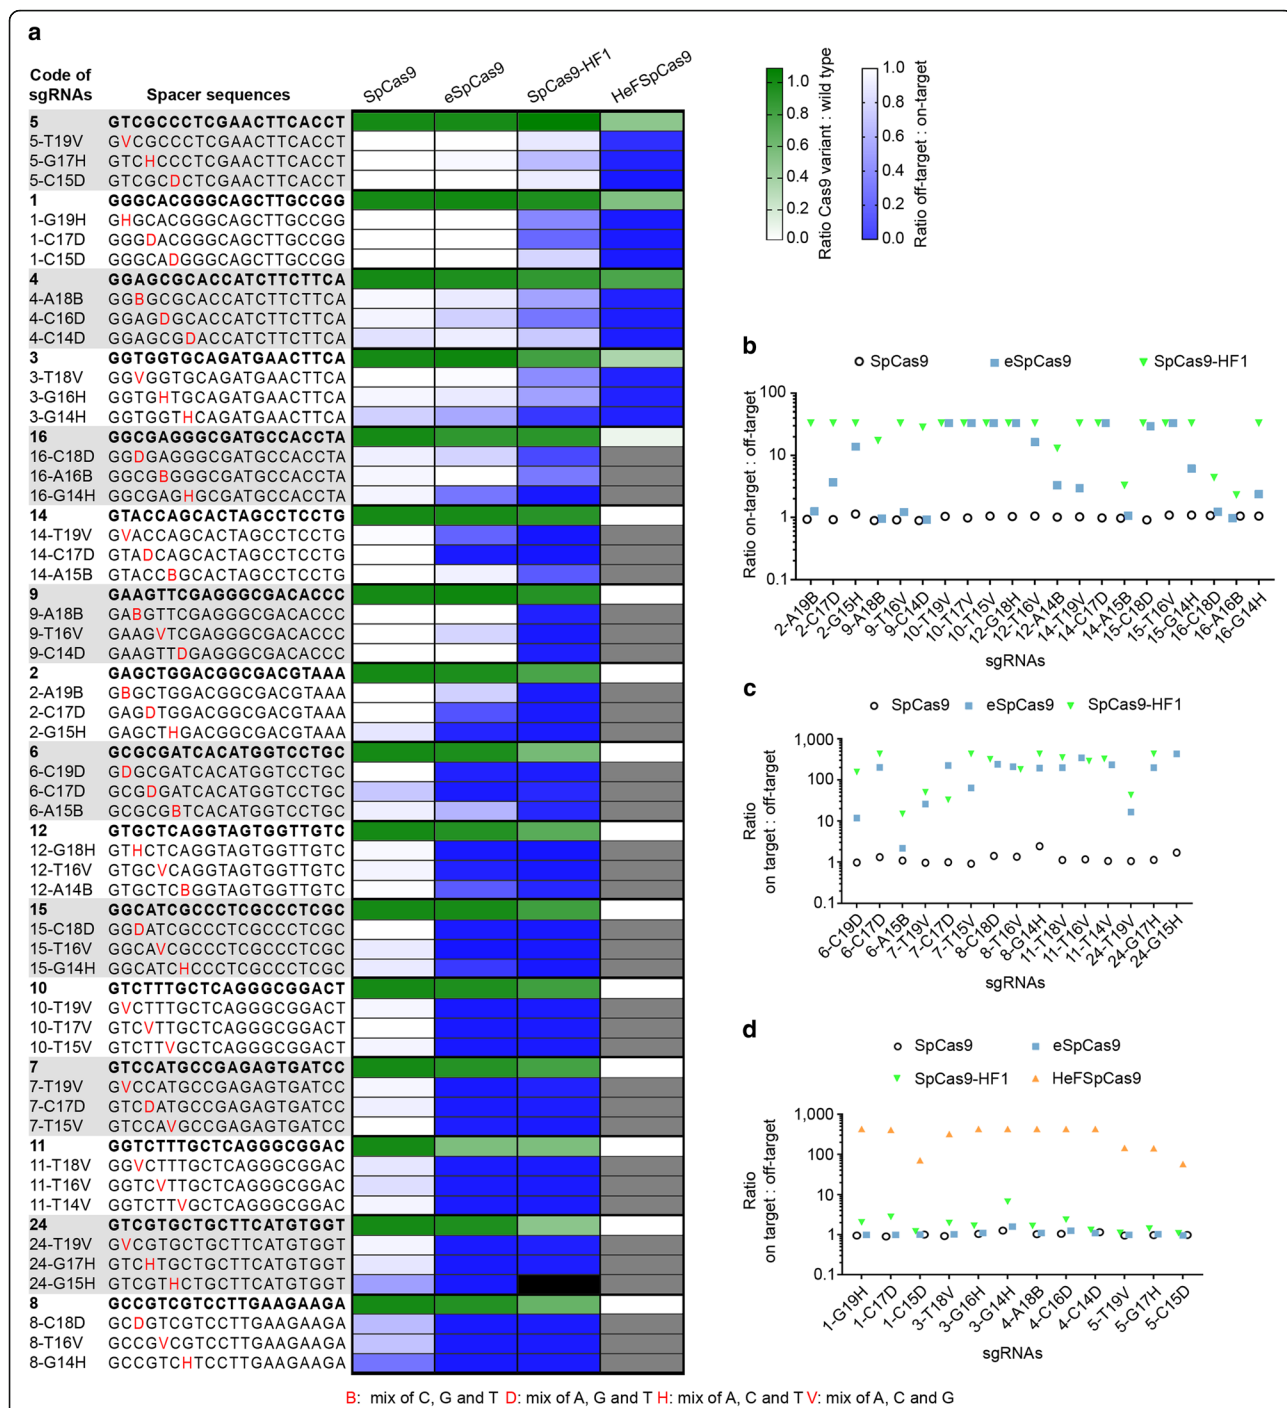 a
Code of sgRNAs
Spacer sequences
SpCas9
eSpCas9
SpCas9-HF1
HeFSpCas9
5 GTCGCCCTCGAACTTCACCT
5-T19V GVCGCCCTCGAACTTCACCT
5-G17H GTCHCCCTCGAACTTCACCT
5-C15D GTCGCDCTCGAACTTCACCT
1 GGGCACGGGCAGCTTGCCGG
1-G19H GHGCACGGGCAGCTTGCCGG
1-C17D GGGDACGGGCAGCTTGCCGG
1-C15D GGGCADGGGCAGCTTGCCGG
4 GGAGCGCACCATCTTCTTCA
4-A18B GGBGCGCACCATCTTCTTCA
4-C16D GGAGDGCACCATCTTCTTCA
4-C14D GGAGCGDACCATCTTCTTCA
3 GGTGGTGCAGATGAACTTCA
3-T18V GGVGGTGCAGATGAACTTCA
3-G16H GGTGHTGCAGATGAACTTCA
3-G14H GGTGGTHCAGATGAACTTCA
16 GGCGAGGGCGATGCCACCTA
16-C18D GGDGAGGGCGATGCCACCTA
16-A16B GGCGBGGGCGATGCCACCTA
16-G14H GGCGAGHGCGATGCCACCTA
14 GTACCAGCACTAGCCTCCTG
14-T19V GVACCAGCACTAGCCTCCTG
14-C17D GTADCAGCACTAGCCTCCTG
14-A15B GTACCBGCACTAGCCTCCTG
9 GAAGTTCGAGGGCGACACCC
9-A18B GABGTTCGAGGGCGACACCC
9-T16V GAAGVTCGAGGGCGACACCC
9-C14D GAAGTTDGAGGGCGACACCC
2 GAGCTGGACGGCGACGTAAA
2-A19B GBGCTGGACGGCGACGTAAA
2-C17D GAGDTGGACGGCGACGTAAA
2-G15H GAGCTHGACGGCGACGTAAA
6 GCGCGATCACATGGTCCTGC
6-C19D GDGCGATCACATGGTCCTGC
6-C17D GCGDGATCACATGGTCCTGC
6-A15B GCGCGBTCACATGGTCCTGC
12 GTGCTCAGGTAGTGGTTGTC
12-G18H GTHCTCAGGTAGTGGTTGTC
12-T16V GTGCVCAGGTAGTGGTTGTC
12-A14B GTGCTCBGGTAGTGGTTGTC
15 GGCATCGCCCTCGCCCTCGC
15-C18D GGDATCGCCCTCGCCCTCGC
15-T16V GGCAVCGCCCTCGCCCTCGC
15-G14H GGCATCHCCCTCGCCCTCGC
10 GTCTTTGCTCAGGGCGGACT
10-T19V GVCTTTGCTCAGGGCGGACT
10-T17V GTCVTTGCTCAGGGCGGACT
10-T15V GTCTTVGCTCAGGGCGGACT
7 GTCCATGCCGAGAGTGATCC
7-T19V GVCCATGCCGAGAGTGATCC
7-C17D GTCDATGCCGAGAGTGATCC
7-T15V GTCCAVGCCGAGAGTGATCC
11 GGTCTTTGCTCAGGGCGGAC
11-T18V GGVCTTTGCTCAGGGCGGAC
11-T16V GGTCVTTGCTCAGGGCGGAC
11-T14V GGTCTTVGCTCAGGGCGGAC
24 GTCGTGCTGCTTCATGTGGT
24-T19V GVCGTGCTGCTTCATGTGGT
24-G17H GTCHTGCTGCTTCATGTGGT
24-G15H GTCGTHCTGCTTCATGTGGT
8 GCCGTCGTCCTTGAAGAAGA
8-C18D GCDGTCGTCCTTGAAGAAGA
8-T16V GCCGVCGTCCTTGAAGAAGA
8-G14H GCCGTCHTCCTTGAAGAAGA
B: mix of C, G and T D: mix of A, G and T H: mix of A, C and T V: mix of A, C and G
1.0
0.8
0.6
0.4
0.2
0.0
Ratio Cas9 variant : wild type
1.0
0.8
0.6
0.4
0.2
0.0
Ratio off-target : on-target
b
SpCas9 eSpCas9 SpCas9-HF1
Ratio on-target : off-target
100
10
1
0.1
2-A19B 2-C17D 2-G15H 9-A18B 9-T16V 9-C14D 10-T19V 10-T17V 10-T15V 12-G18H 12-T16V 12-A14B 14-T19V 14-C17D 14-A15B 15-C18D 15-T16V 15-G14H 16-C18D 16-A16B 16-G14H
sgRNAs
c
SpCas9 eSpCas9 SpCas9-HF1
Ratio
on target : off-target
1,000
100
10
1
0.1
6-C19D 6-C17D 6-A15B 7-T19V 7-C17D 7-T15V 8-C18D 8-T16V 8-G14H 11-T18V 11-T16V 11-T14V 24-T19V 24-G17H 24-G15H
sgRNAs
d
SpCas9 eSpCas9
SpCas9-HF1 HeFSpCas9
Ratio
on target : off-target
1,000
100
10
1
0.1
1-G19H 1-C17D 1-C15D 3-T18V 3-G16H 3-G14H 4-A18B 4-C16D 4-C14D 5-T19V 5-G17H 5-C15D
sgRNAs